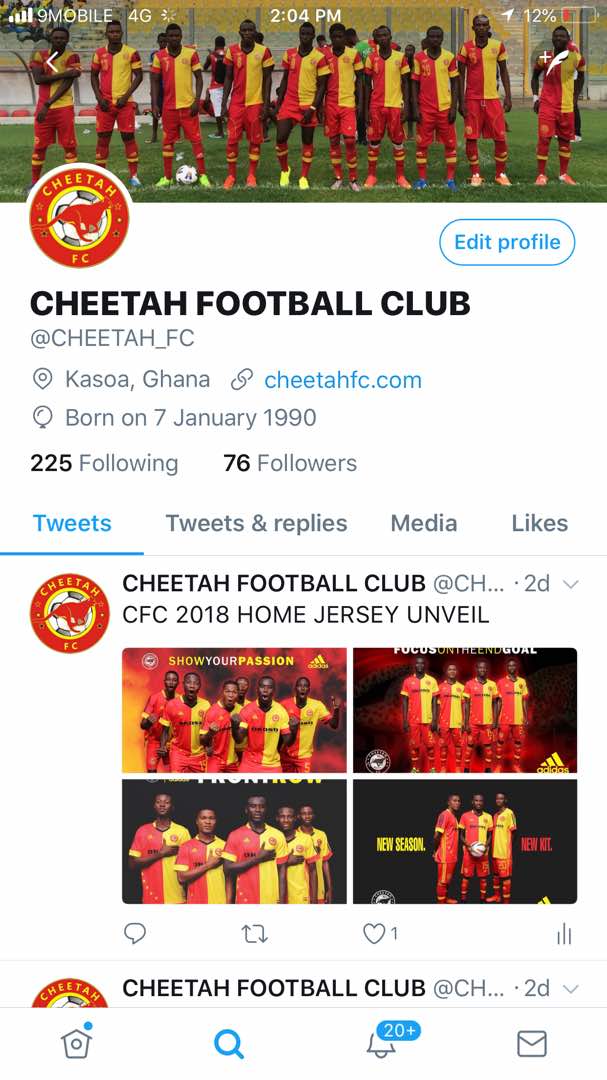 9MOBILE 4G 2:04 PM 12%
CHEETAH
FC
Edit profile
CHEETAH FOOTBALL CLUB
@CHEETAH_FC
Kasoa, Ghana cheetahfc.com
Born on 7 January 1990
225 Following 76 Followers
Tweets Tweets & replies Media Likes
CHEETAH
FC
CHEETAH FOOTBALL CLUB @CH... · 2d
CFC 2018 HOME JERSEY UNVEIL
SHOWYOURPASSION
adidas
FOCUSONTHEENDGOAL
adidas
FRONTROW
NEW SEASON. NEW KIT.
1
CHEETAH
CHEETAH FOOTBALL CLUB @CH... · 2d
20+